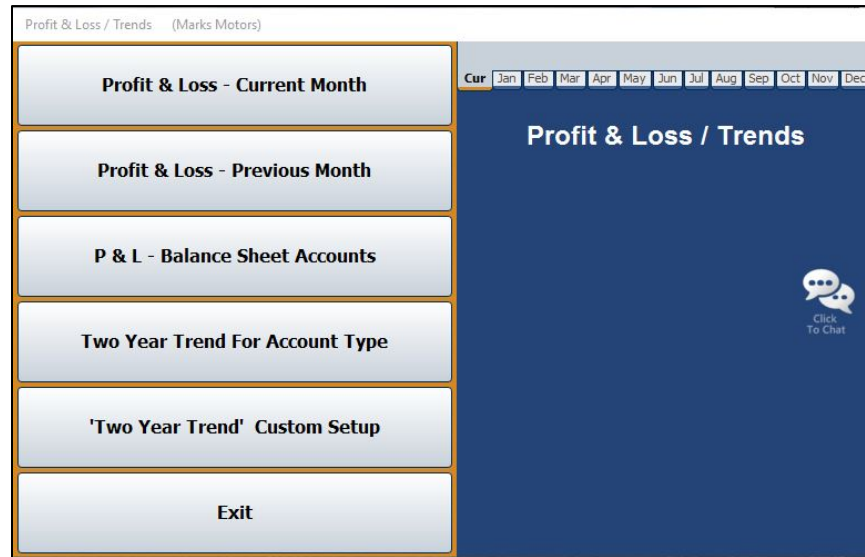 Profit & Loss / Trends (Marks Motors)
Profit & Loss - Current Month
Profit & Loss - Previous Month
P & L - Balance Sheet Accounts
Two Year Trend For Account Type
'Two Year Trend' Custom Setup
Exit
Cur Jan Feb Mar Apr May Jun Jul Aug Sep Oct Nov Dec
Profit & Loss / Trends
Click
To Chat